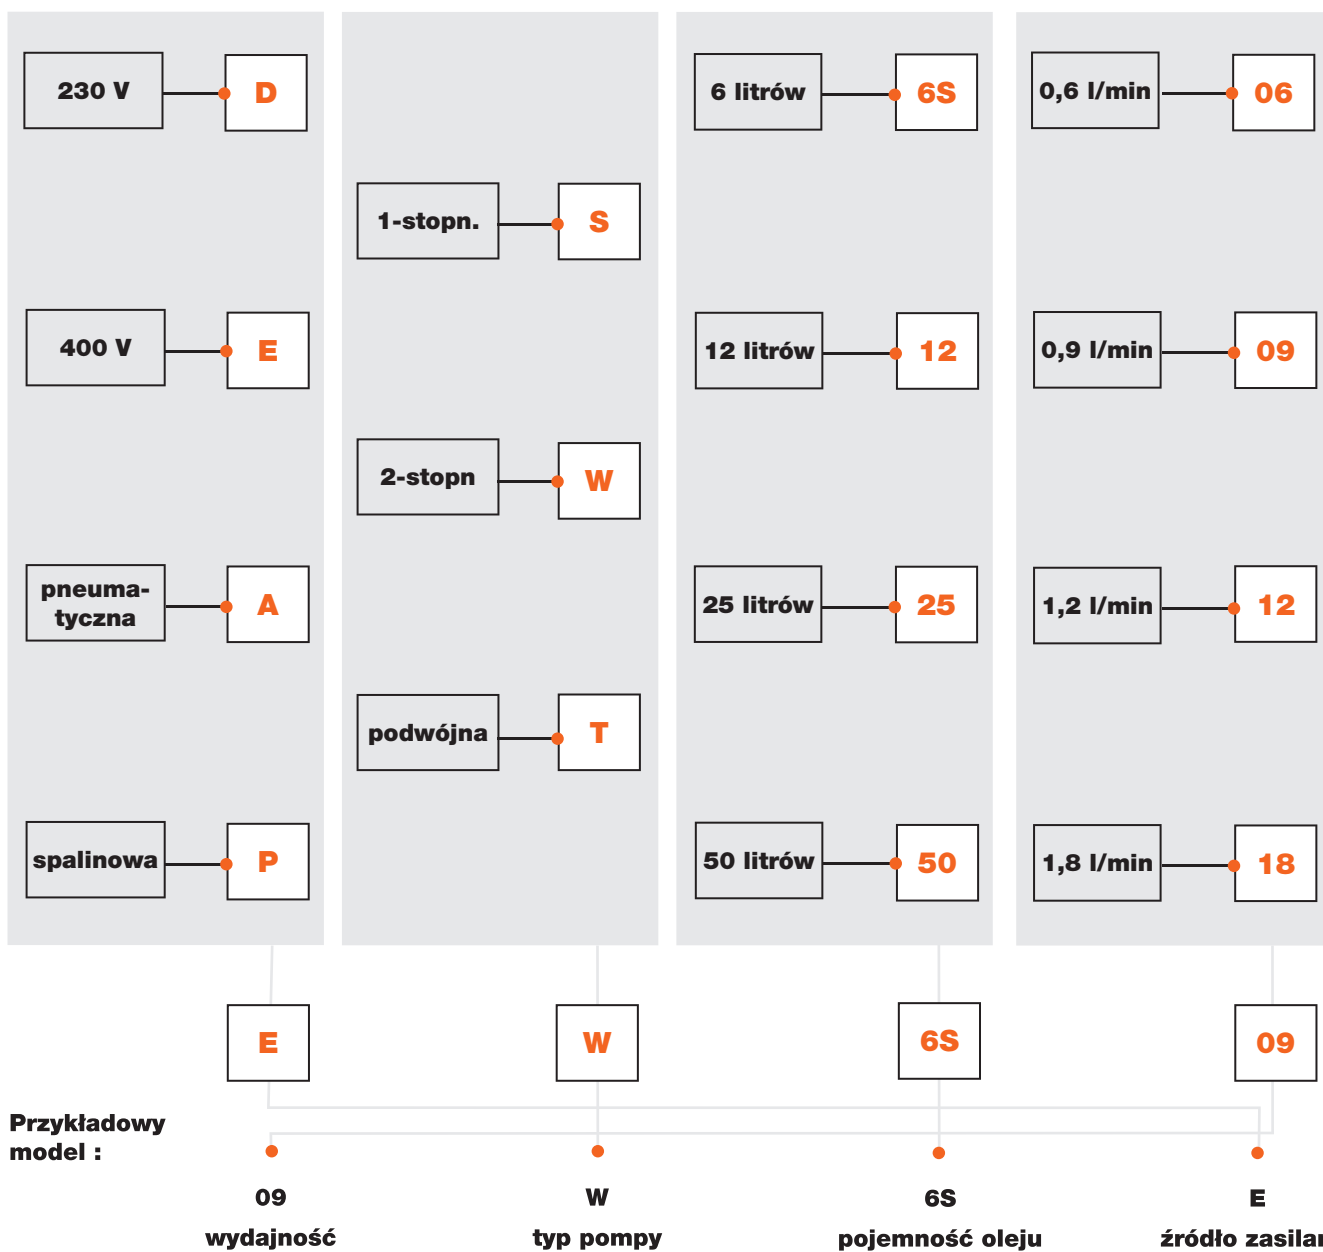 230 V
D
6 litrów
6S
0,6 l/min
06
1-stopn.
S
400 V
E
12 litrów
12
0,9 l/min
09
2-stopn
W
pneuma-
tyczna
A
25 litrów
25
1,2 l/min
12
podwójna
T
spalinowa
P
50 litrów
50
1,8 l/min
18
E
W
6S
09
Przykładowy
model :
09
W
6S
E
wydajność
typ pompy
pojemność oleju
źródło